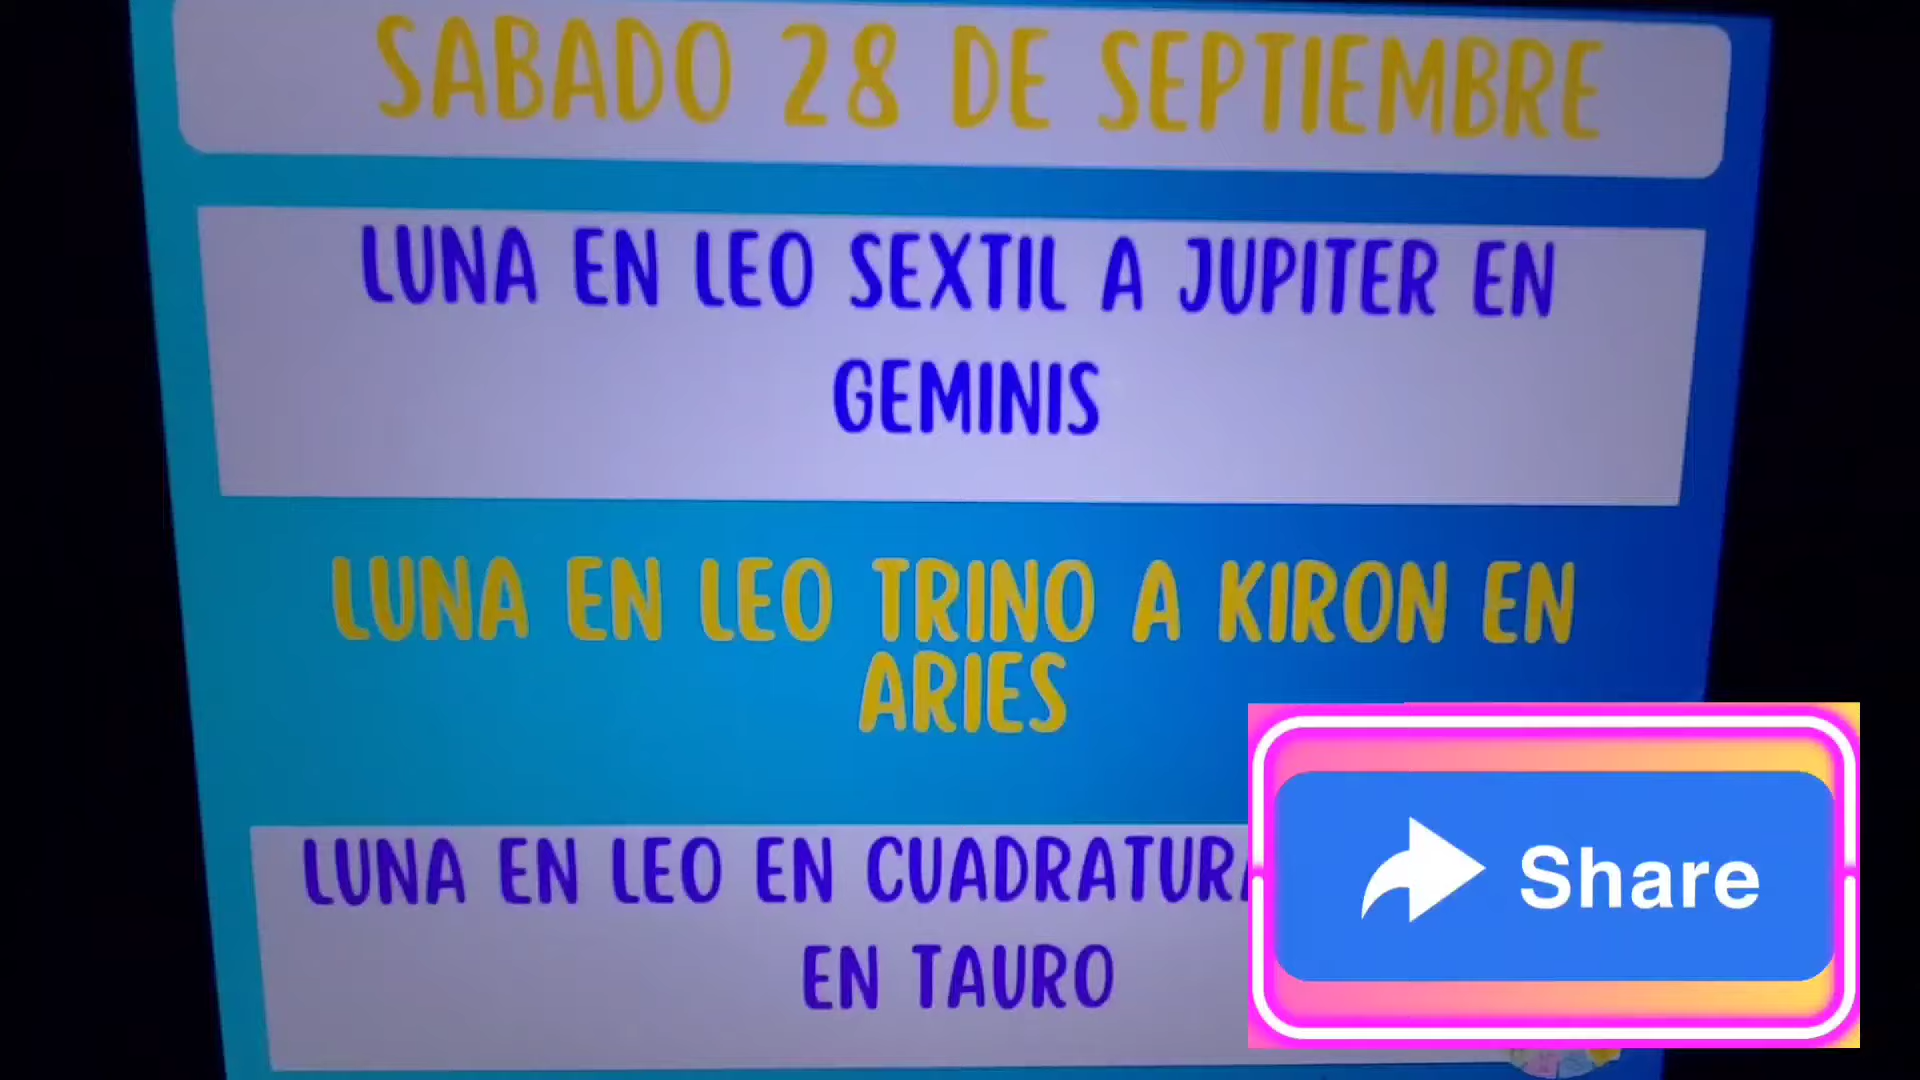 SABADO 28 DE SEPTIEMBRE
LUNA EN LEO SEXTIL A JUPITER EN
GEMINIS
LUNA EN LEO TRINO A KIRON EN
ARIES
LUNA EN LEO EN CUADRATURA
EN TAURO
Share